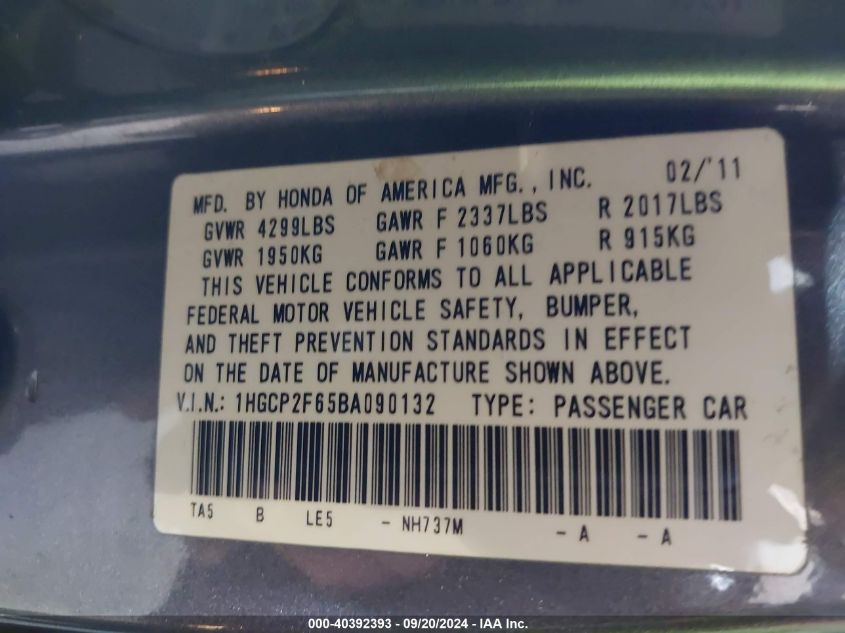 MFD. BY HONDA OF AMERICA MFG., INC. 02/'11
GVWR 4299LBS GAWR F 2337LBS R 2017LBS
GVWR 1950KG GAWR F 1060KG R 915KG
THIS VEHICLE CONFORMS TO ALL APPLICABLE
FEDERAL MOTOR VEHICLE SAFETY, BUMPER,
AND THEFT PREVENTION STANDARDS IN EFFECT
ON THE DATE OF MANUFACTURE SHOWN ABOVE.
V.I.N.: 1HGCP2F65BA090132 TYPE: PASSENGER CAR
TA5 B LE5 - NH737M - A - A
000-40392393 - 09/20/2024 - IAA Inc.